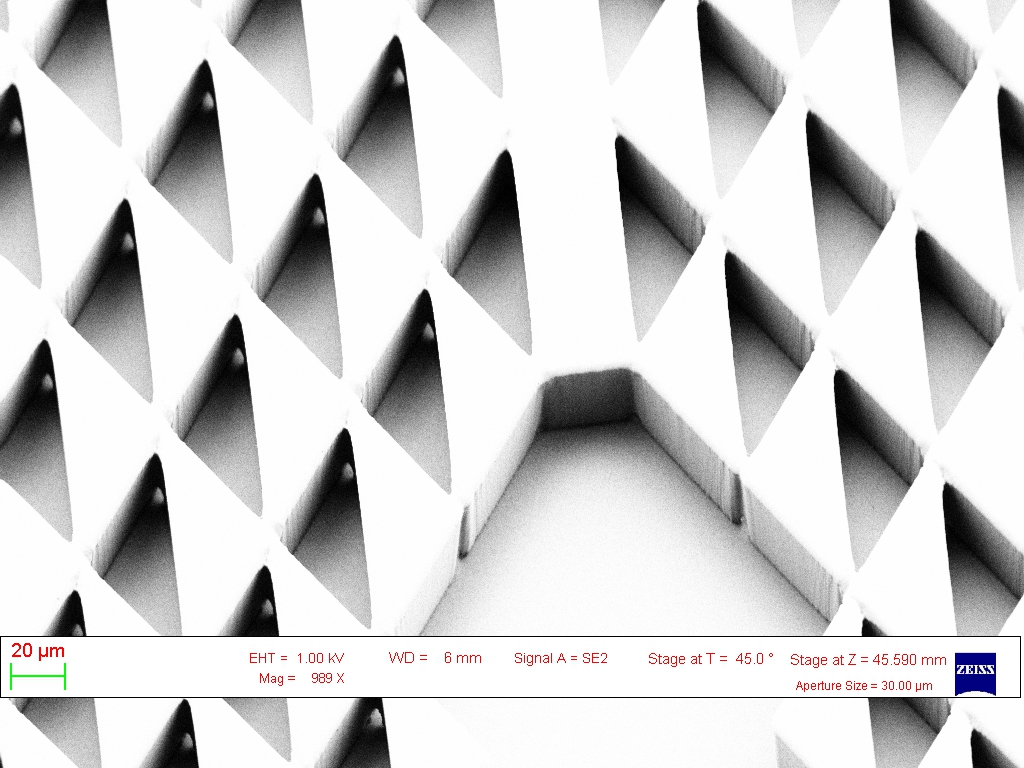 20 µm
EHT = 1.00 kV WD = 6 mm Signal A = SE2 Stage at T = 45.0 ° Stage at Z = 45.590 mm
Mag = 989 X Aperture Size = 30.00 µm
ZEISS